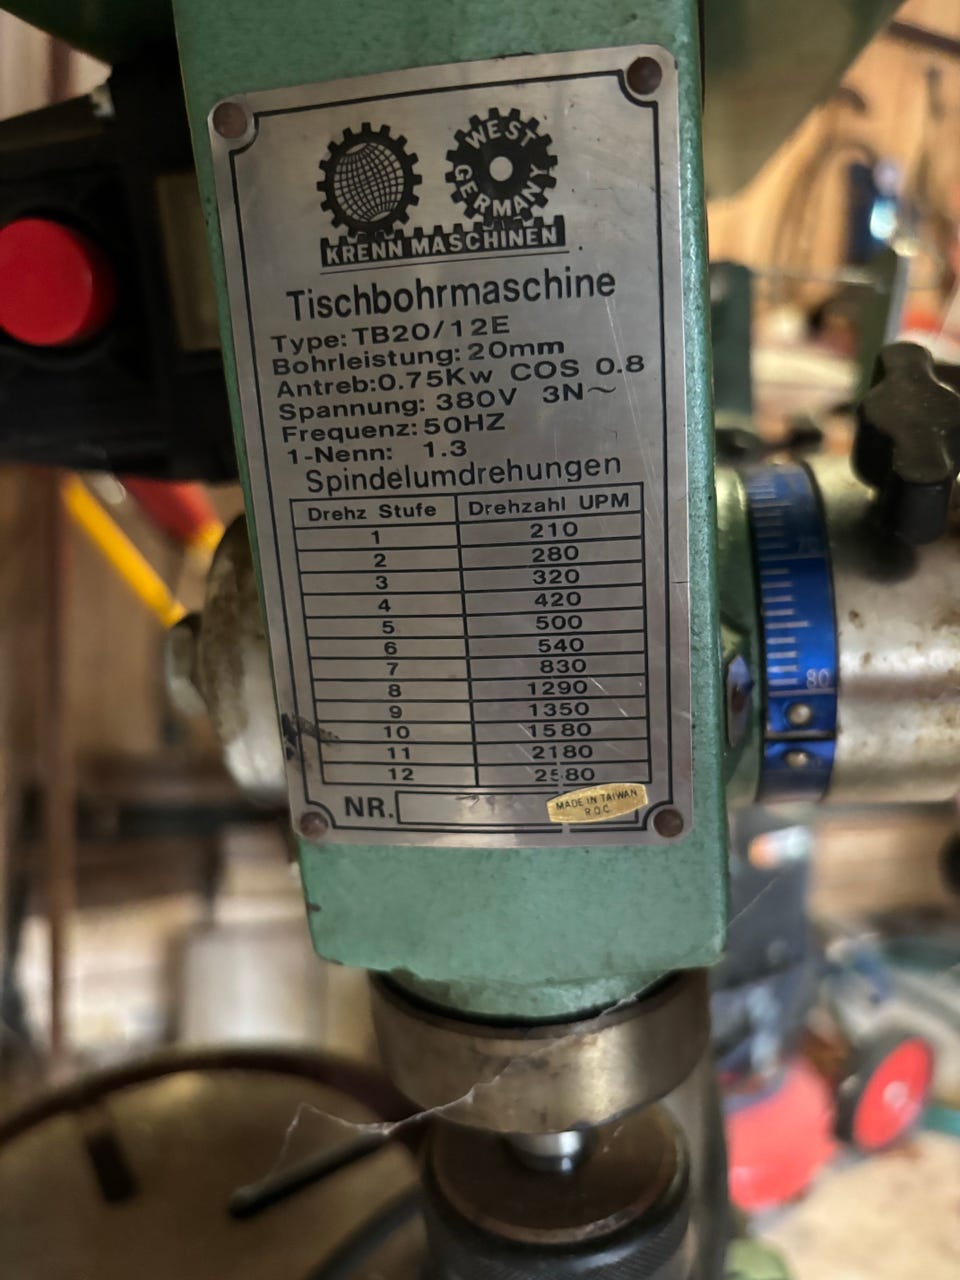 WEST
GERMANY
KRENN MASCHINEN
Tischbohrmaschine
Type: TB20/12E
Bohrleistung: 20mm
Antreb: 0.75Kw COS 0.8
Spannung: 380V 3N~
Frequenz: 50HZ
1-Nenn: 1.3
Spindelumdrehungen
Drehz Stufe Drehzahl UPM
1 210
2 280
3 320
4 420
5 500
6 540
7 830
8 1290
9 1350
10 1580
11 2180
12 2580
NR.
MADE IN TAIWAN
R.O.C.
80